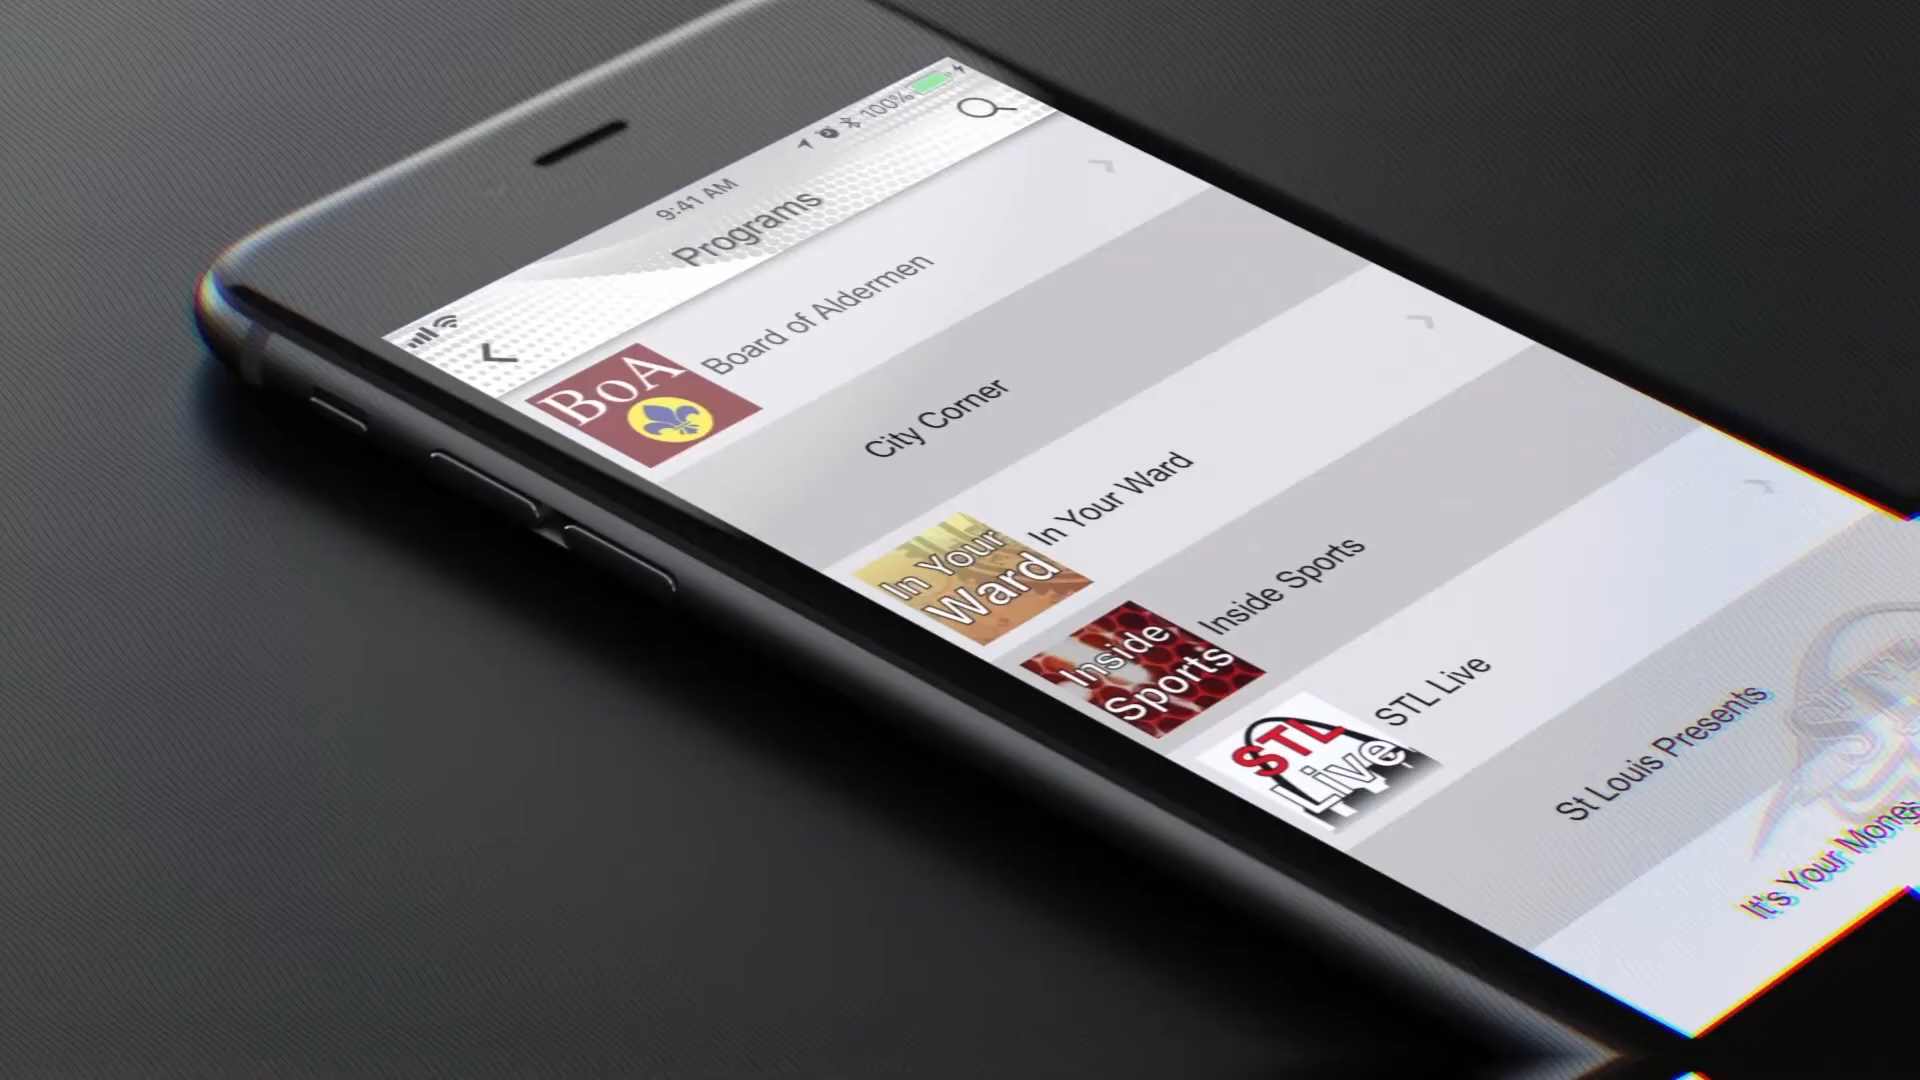 9:41 AM
100%
Programs
BoA
Board of Aldermen
City Corner
In Your
Ward
In Your Ward
Inside
Sports
Inside Sports
STL
Live
STL Live
St Louis Presents
It's Your Money